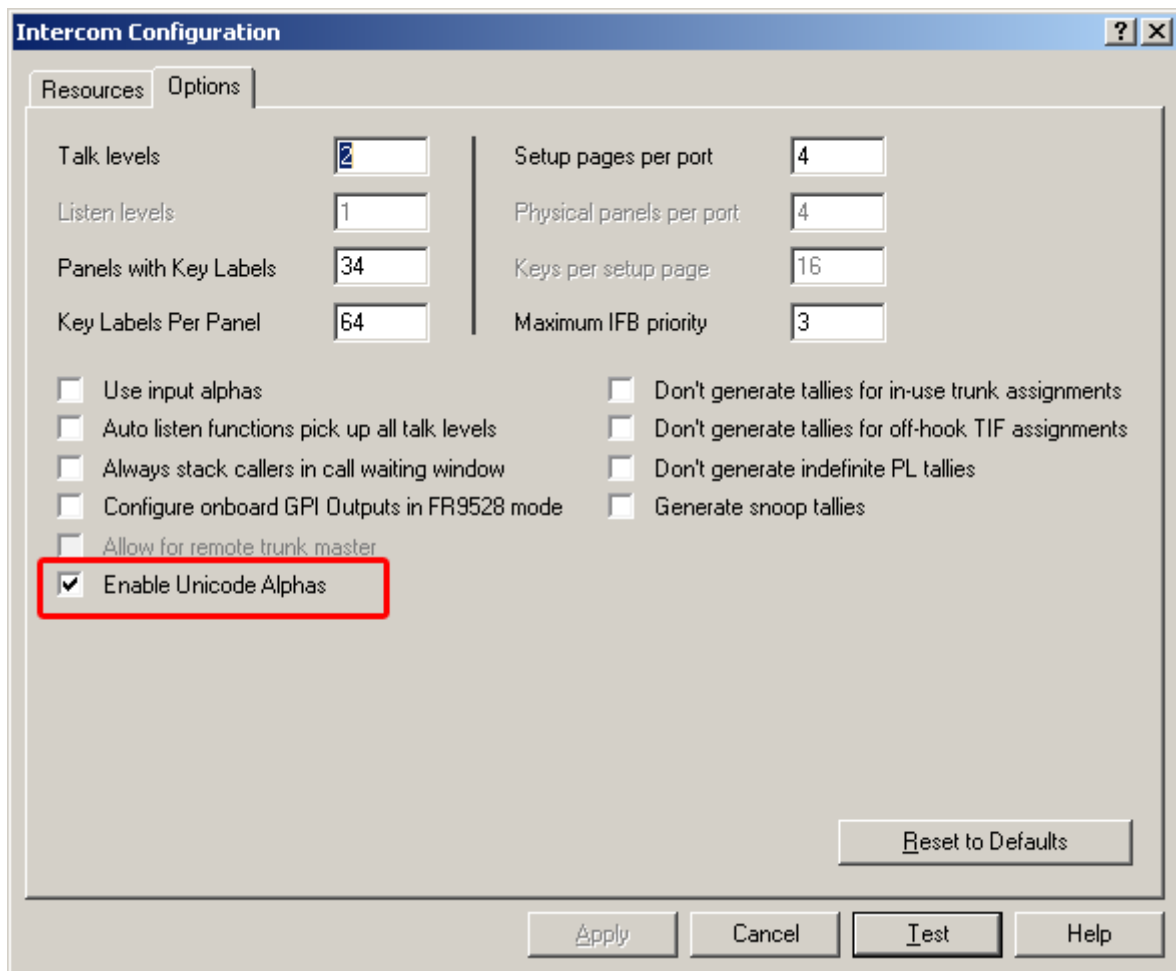 Intercom Configuration
Resources Options
Talk levels 2 Setup pages per port 4
Listen levels 1 Physical panels per port 4
Panels with Key Labels 34 Keys per setup page 16
Key Labels Per Panel 64 Maximum IFB priority 3
Use input alphas Don't generate tallies for in-use trunk assignments
Auto listen functions pick up all talk levels Don't generate tallies for off-hook TIF assignments
Always stack callers in call waiting window Don't generate indefinite PL tallies
Configure onboard GPI Outputs in FR9528 mode Generate snoop tallies
Allow for remote trunk master
Enable Unicode Alphas
Reset to Defaults
Apply Cancel Test Help